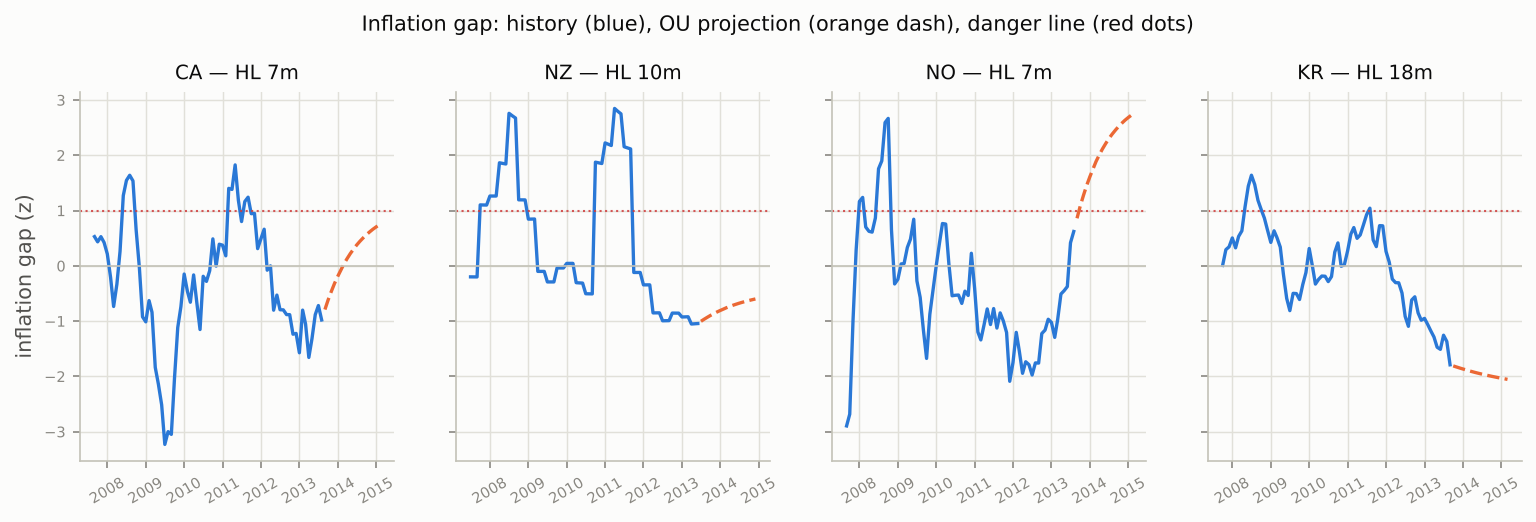 Inflation gap: history (blue), OU projection (orange dash), danger line (red dots)
CA — HL 7m
NZ — HL 10m
NO — HL 7m
KR — HL 18m
inflation gap (z)
3
2
1
0
−1
−2
−3
2008 2009 2010 2011 2012 2013 2014 2015
2008 2009 2010 2011 2012 2013 2014 2015
2008 2009 2010 2011 2012 2013 2014 2015
2008 2009 2010 2011 2012 2013 2014 2015